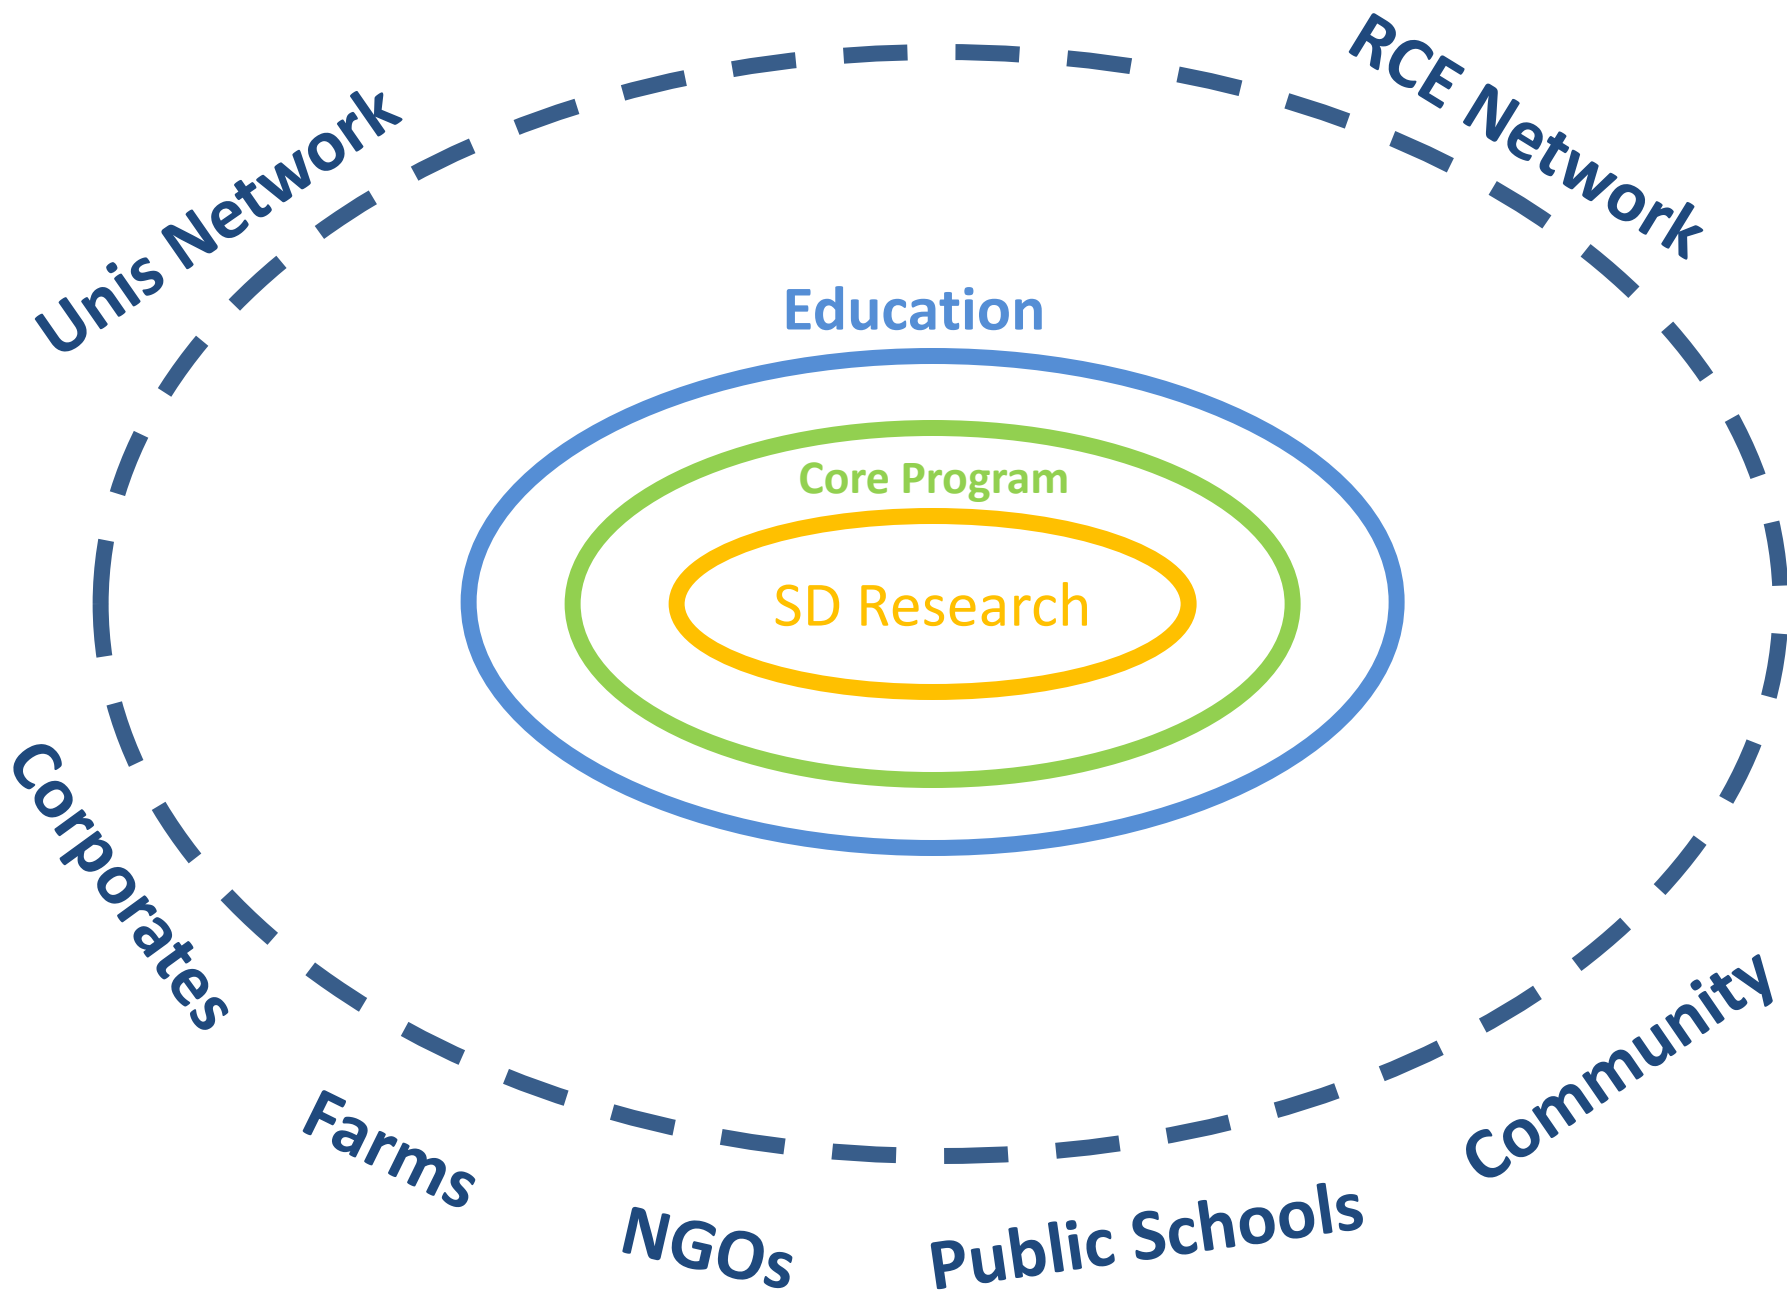 RCE Network
Unis Network
Education
Core Program
SD Research
Corporates
Farms
NGOs
Public Schools
Community